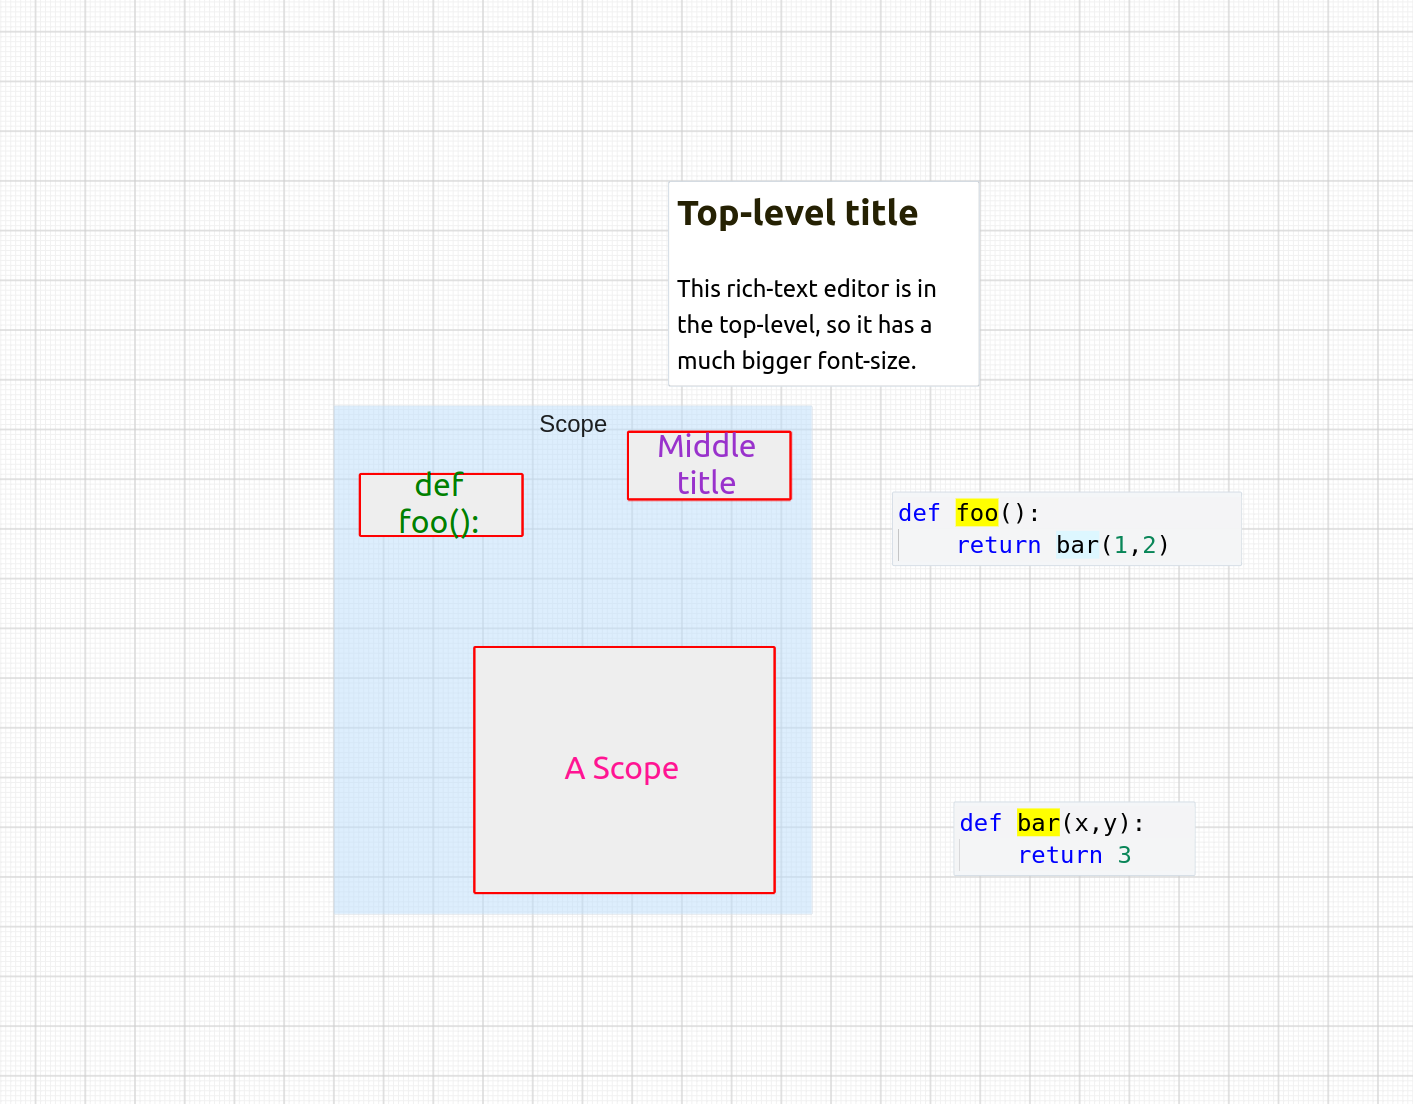 Top-level title
This rich-text editor is in
the top-level, so it has a
much bigger font-size.
Scope
Middle
title
def
foo():
def foo():
    return bar(1,2)
A Scope
def bar(x,y):
    return 3